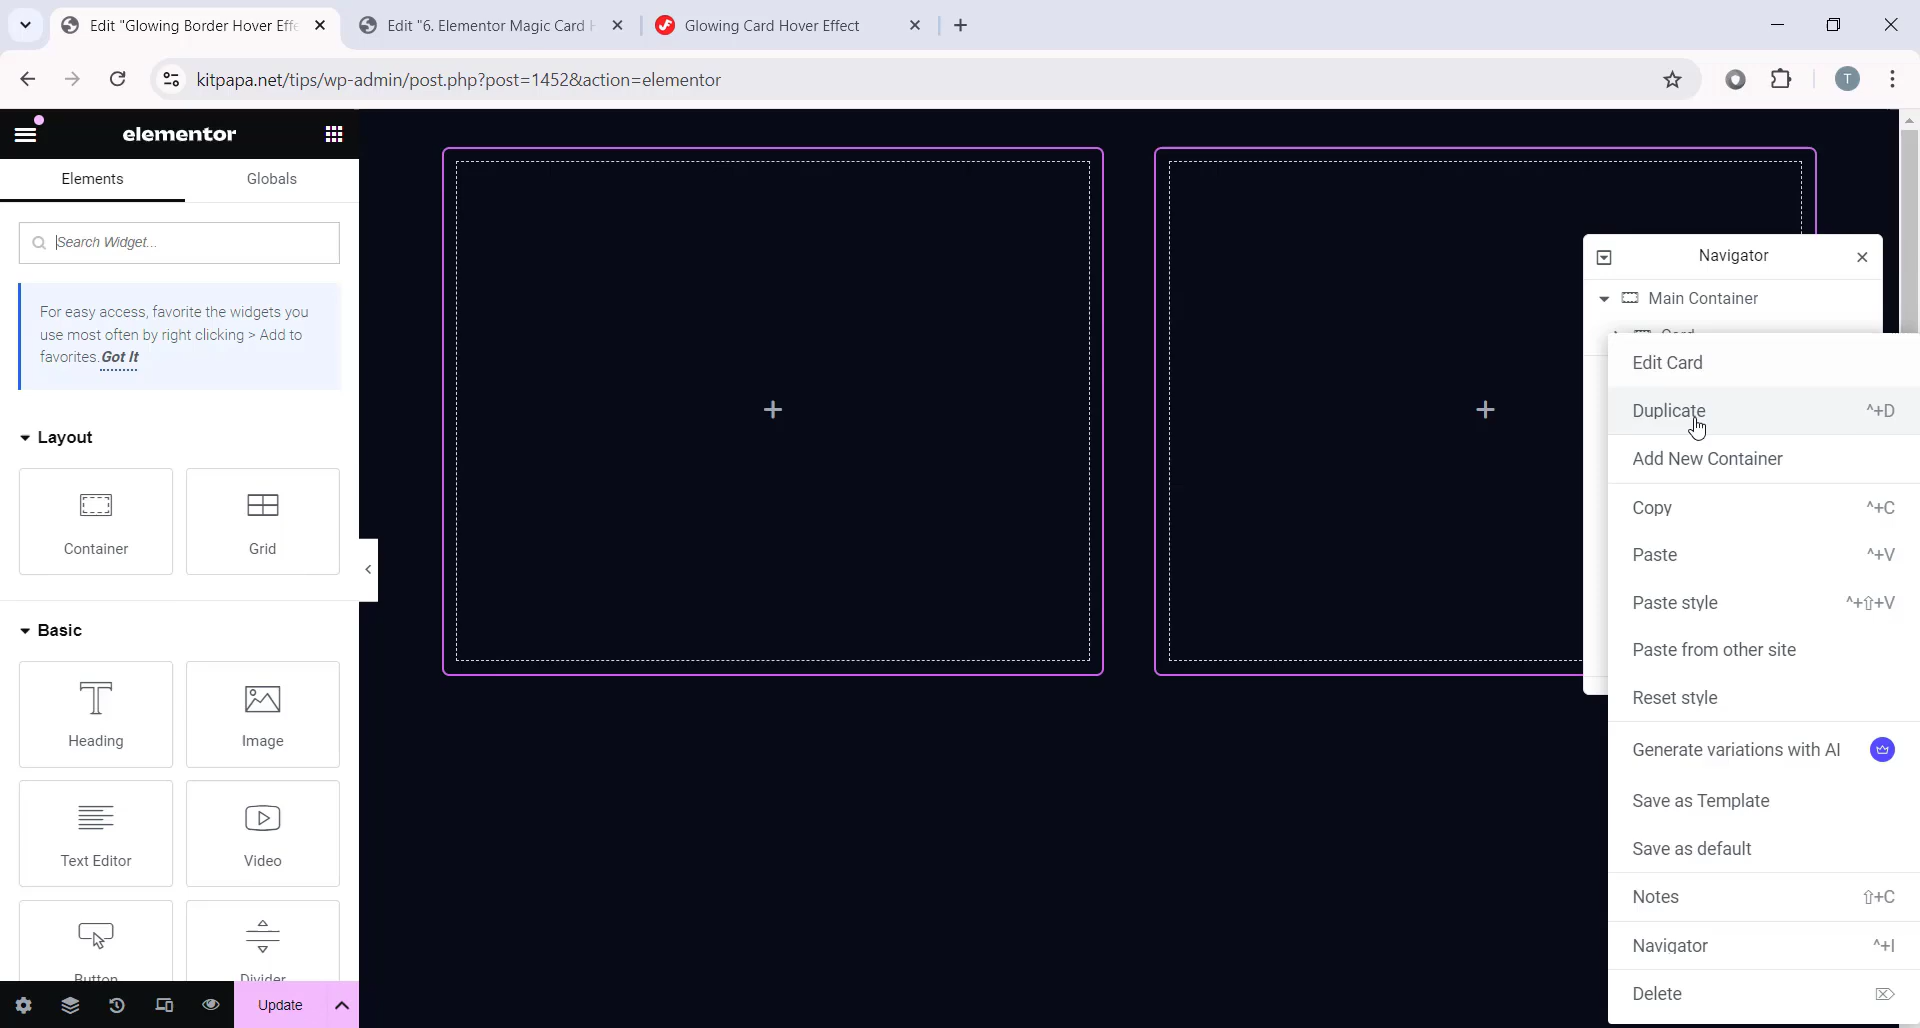 Edit "Glowing Border Hover Effe
Edit "6. Elementor Magic Card H
Glowing Card Hover Effect
kitpapa.net/tips/wp-admin/post.php?post=1452&action=elementor
T
elementor
Elements
Globals
Search Widget...
For easy access, favorite the widgets you
use most often by right clicking > Add to
favorites. Got It
Layout
Container
Grid
Basic
Heading
Image
Text Editor
Video
Button
Divider
Update
Navigator
Main Container
Card
Edit Card
Duplicate ^+D
Add New Container
Copy ^+C
Paste ^+V
Paste style ^+⇧+V
Paste from other site
Reset style
Generate variations with AI
Save as Template
Save as default
Notes ⇧+C
Navigator ^+I
Delete ⌦